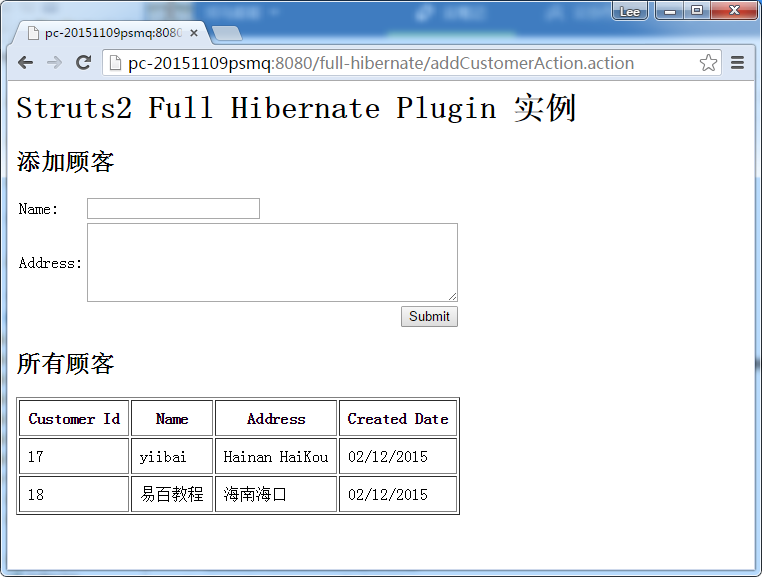 Lee
pc-20151109psmq:8080
pc-20151109psmq:8080/full-hibernate/addCustomerAction.action
Struts2 Full Hibernate Plugin 实例
添加顾客
Name:
Address:
Submit
所有顾客
Customer Id Name Address Created Date
17 yiibai Hainan HaiKou 02/12/2015
18 易百教程 海南海口 02/12/2015